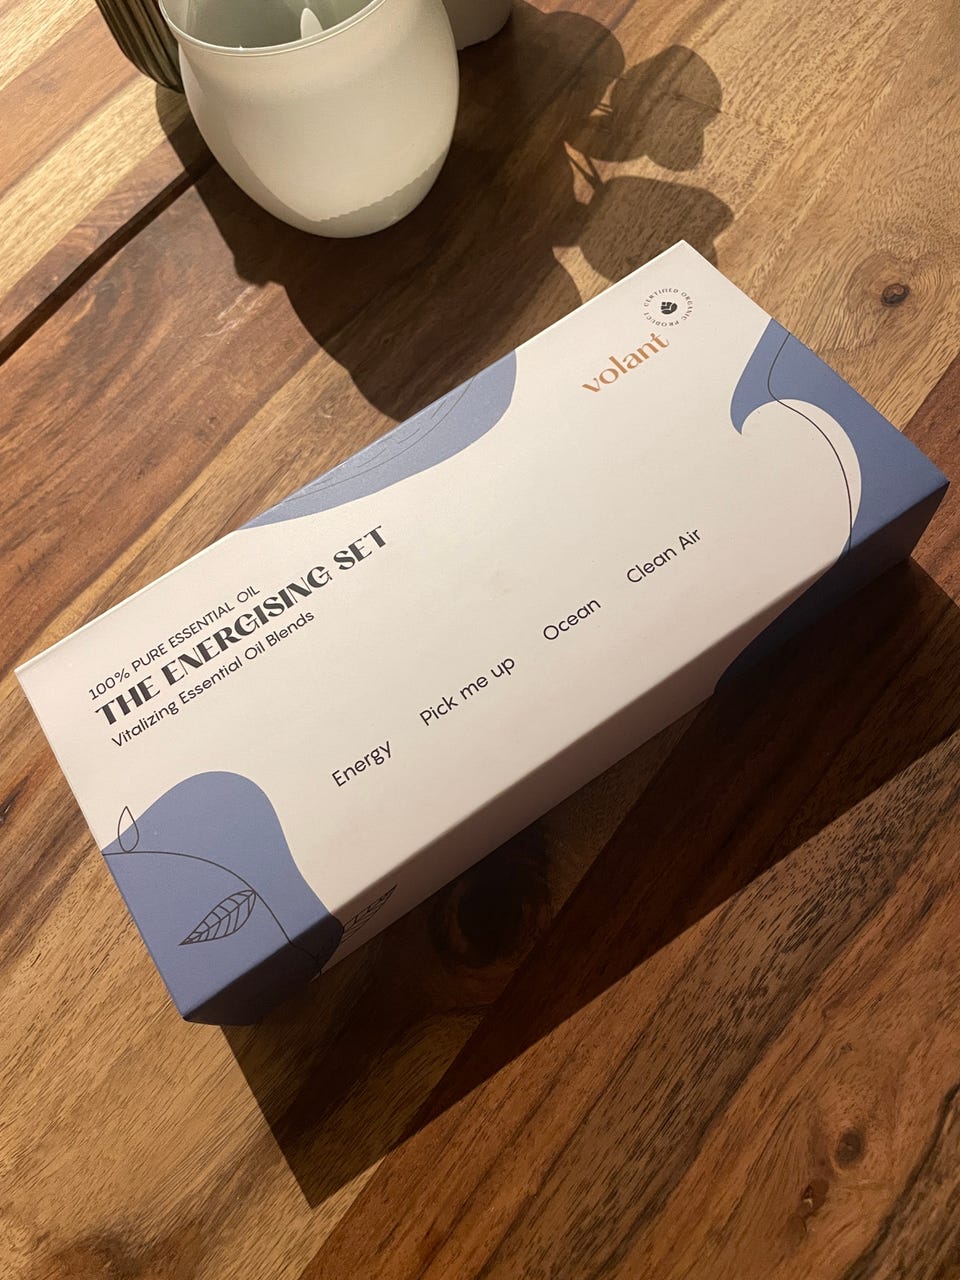 CERTIFIED ORGANIC PRODUCT
volant
100% PURE ESSENTIAL OIL
THE ENERGISING SET
Vitalizing Essential Oil Blends
Energy Pick me up Ocean Clean Air